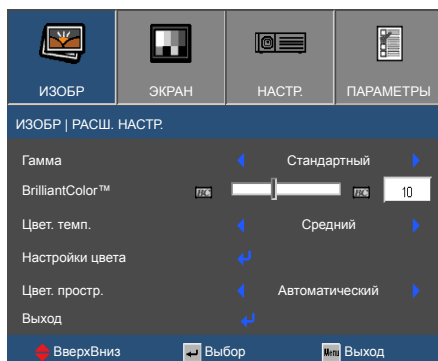 ИЗОБР ЭКРАН НАСТР. ПАРАМЕТРЫ
ИЗОБР | РАСШ. НАСТР.
Гамма Стандартный
BrilliantColor™ 10
Цвет. темп. Средний
Настройки цвета
Цвет. простр. Автоматический
Выход
ВверхВниз Выбор Menu Выход